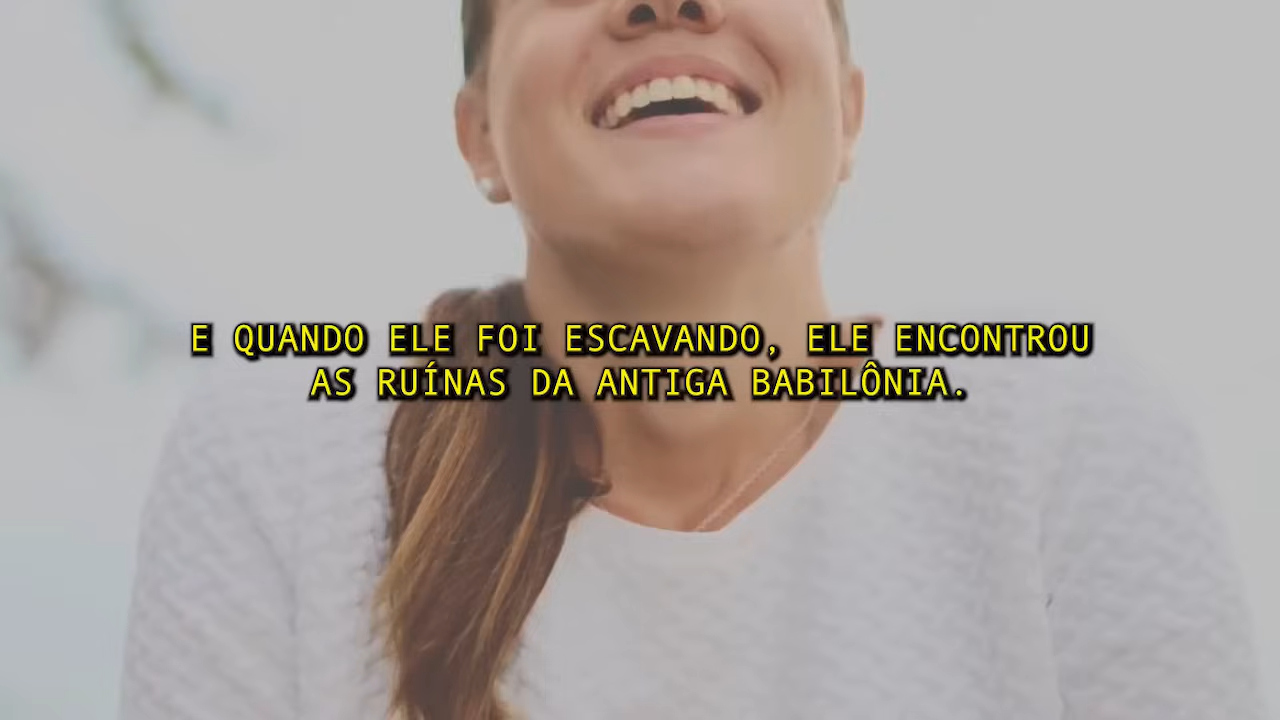 E QUANDO ELE FOI ESCAVANDO, ELE ENCONTROU
AS RUÍNAS DA ANTIGA BABILÔNIA.